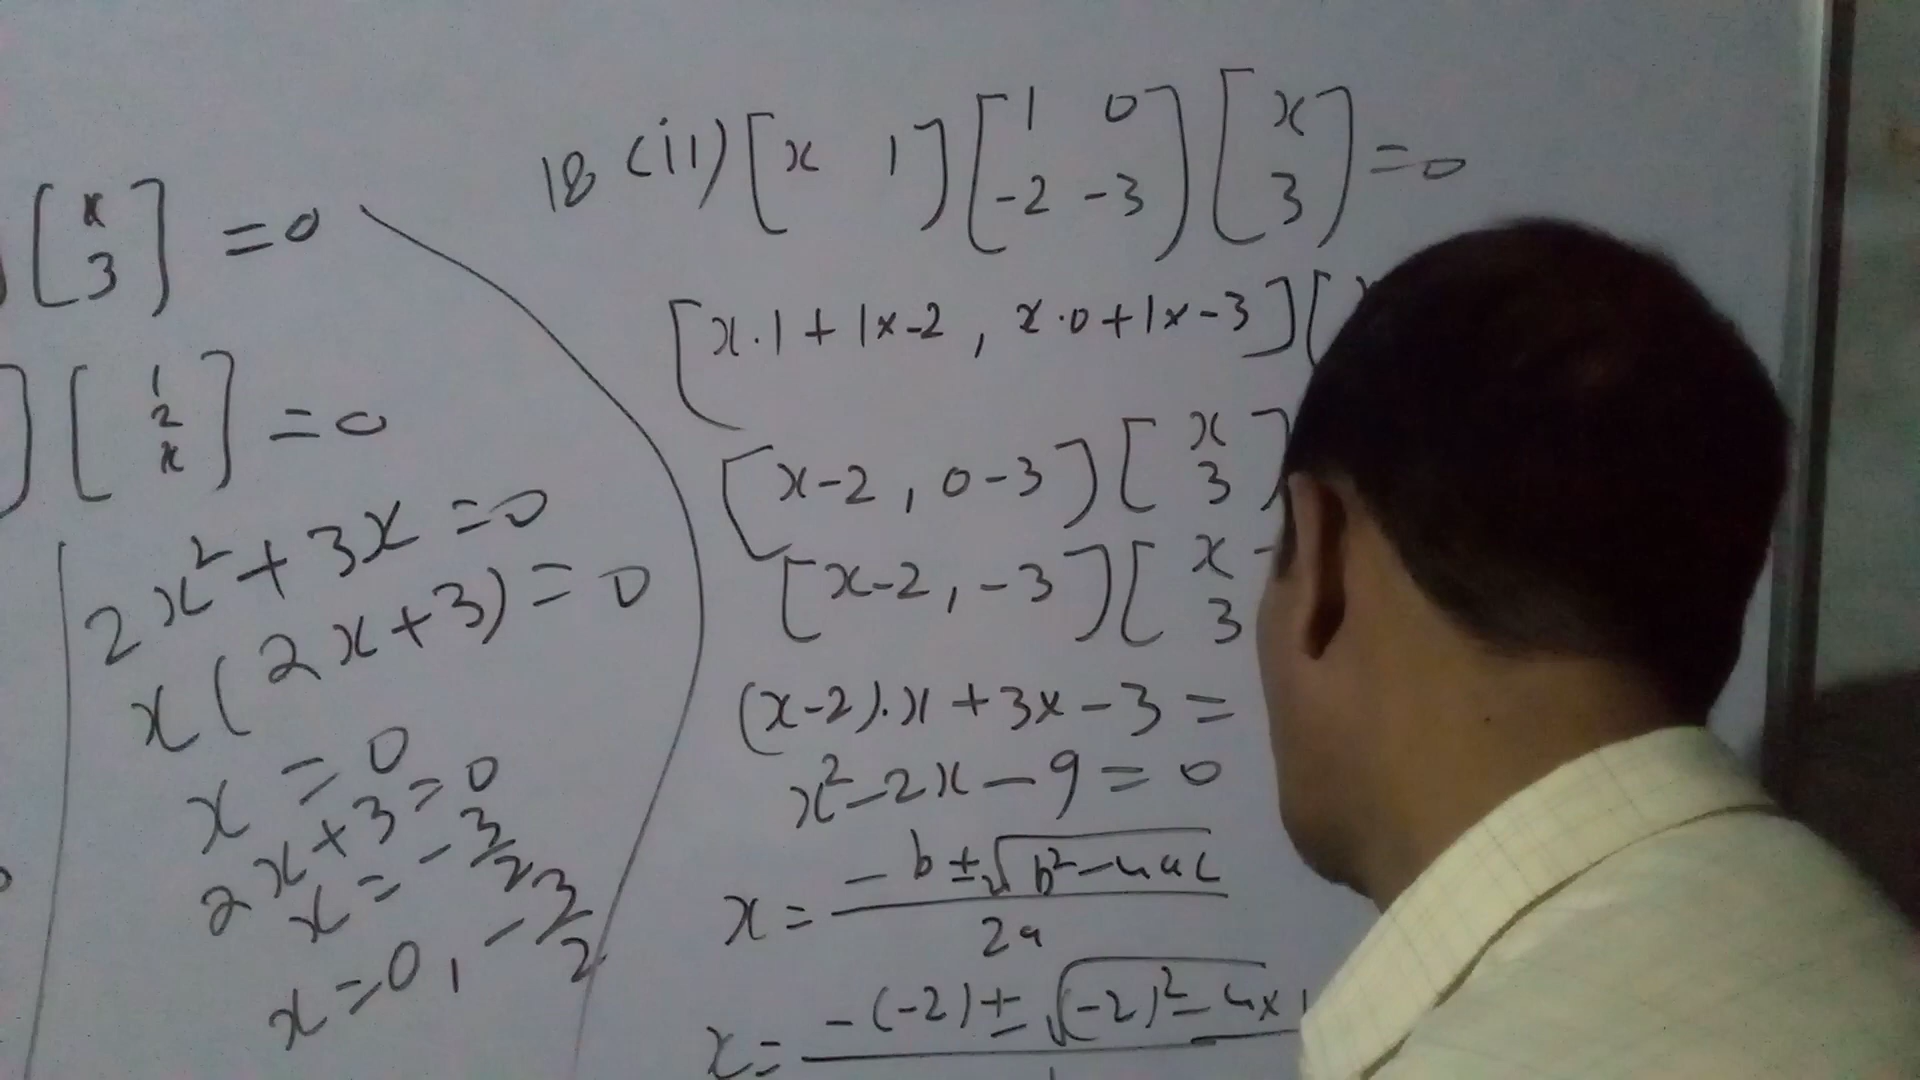 [x 3] = 0
] [1 2 x] = 0
2x² + 3x = 0
x(2x+3) = 0
x = 0
2x+3 = 0
x = -3/2
x = 0, -3/2
18 (ii) [x 1] [1 0
-2 -3] [x
3] = 0
[x·1 + 1x-2, x·0 + 1x-3] [
[x-2, 0-3] [x
3]
[x-2, -3] [x
3
(x-2).x + 3x-3 =
x² - 2x - 9 = 0
x = -b ± √b²-4ac / 2a
x = -(-2) ± √(-2)² - 4x1